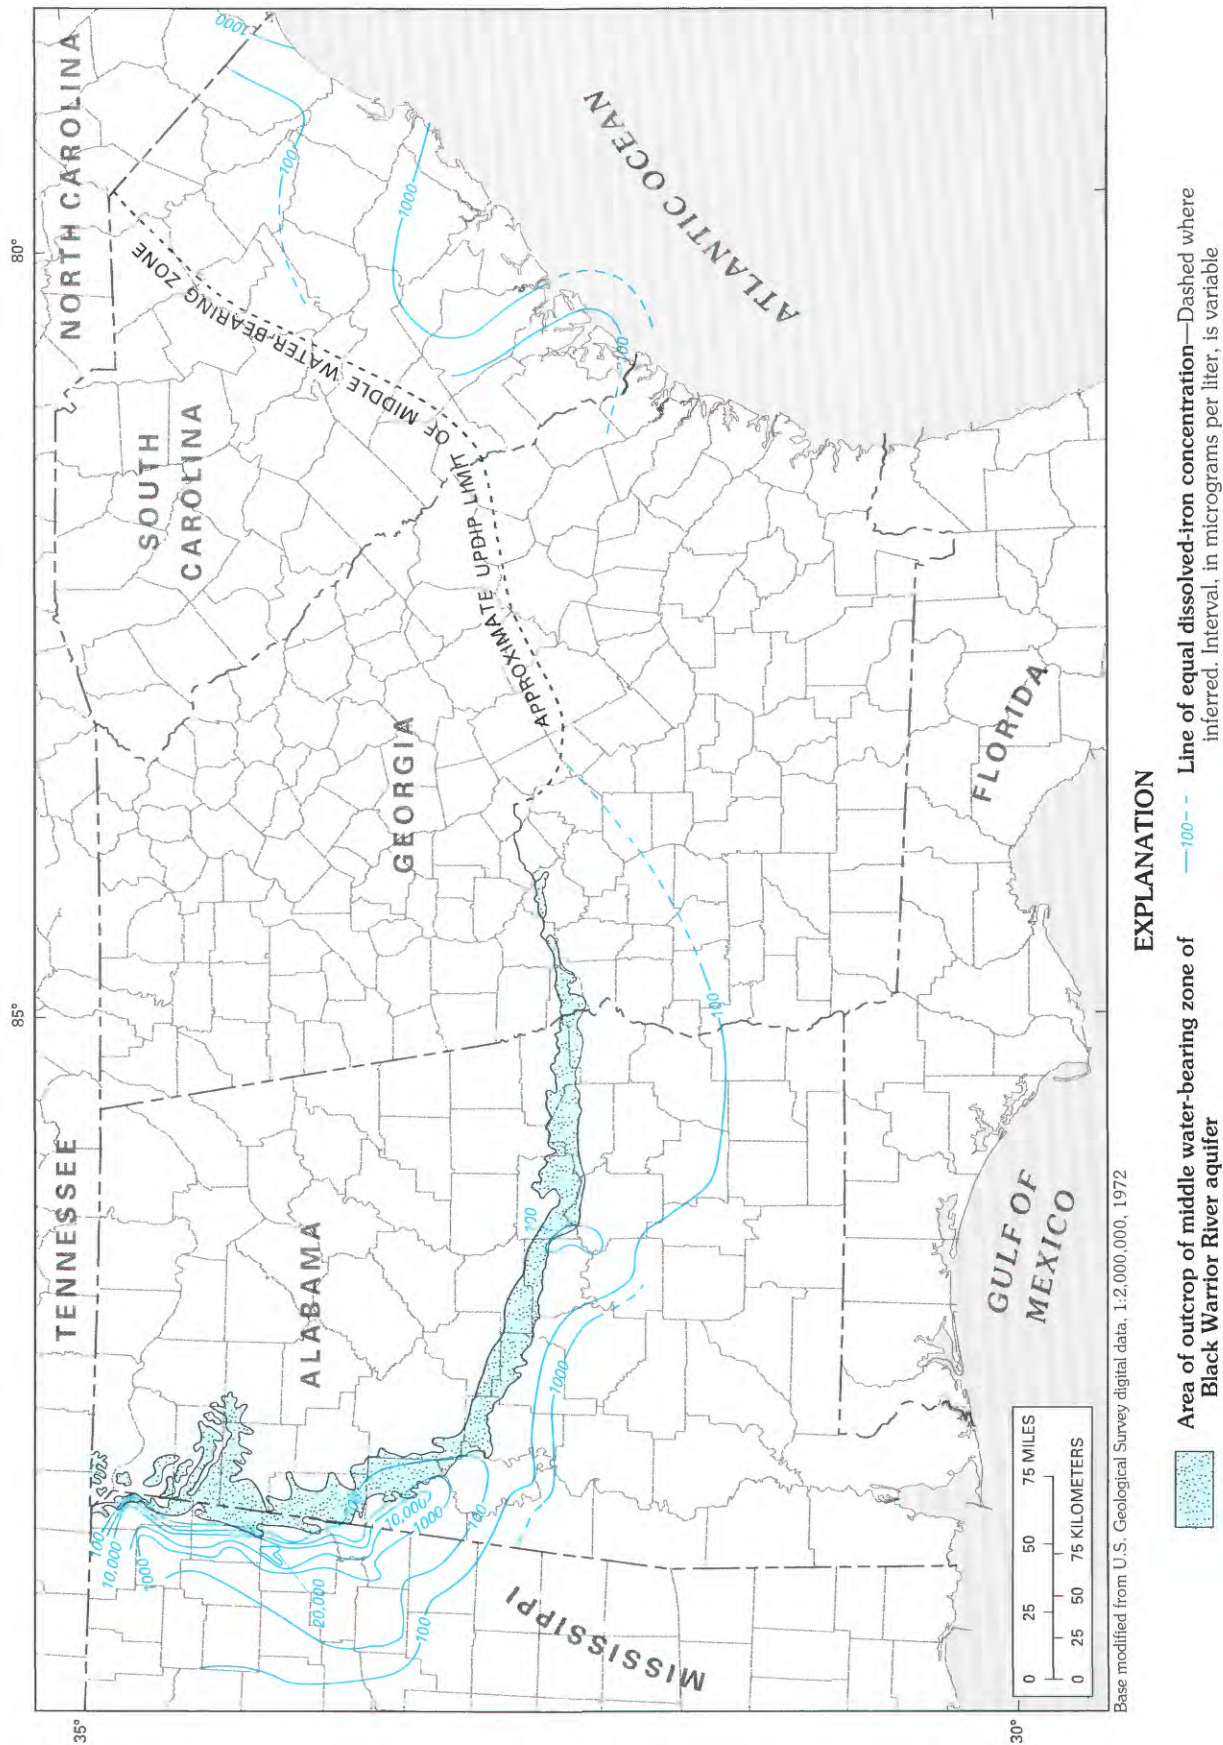 35°
85°
80°
30°
TENNESSEE
NORTH CAROLINA
SOUTH
CAROLINA
ALABAMA
GEORGIA
MISSISSIPPI
FLORIDA
GULF OF
MEXICO
ATLANTIC OCEAN
APPROXIMATE UPDIP LIMIT OF MIDDLE WATER-BEARING ZONE
100
10,000
1000
20,000
100
10,000
1000
100
100
1000
100
100
100
1000
1000
100
0 25 50 75 MILES
0 25 50 75 KILOMETERS
Base modified from U.S. Geological Survey digital data, 1:2,000,000, 1972
EXPLANATION
Area of outcrop of middle water-bearing zone of
Black Warrior River aquifer
—100-- Line of equal dissolved-iron concentration—Dashed where
inferred. Interval, in micrograms per liter, is variable